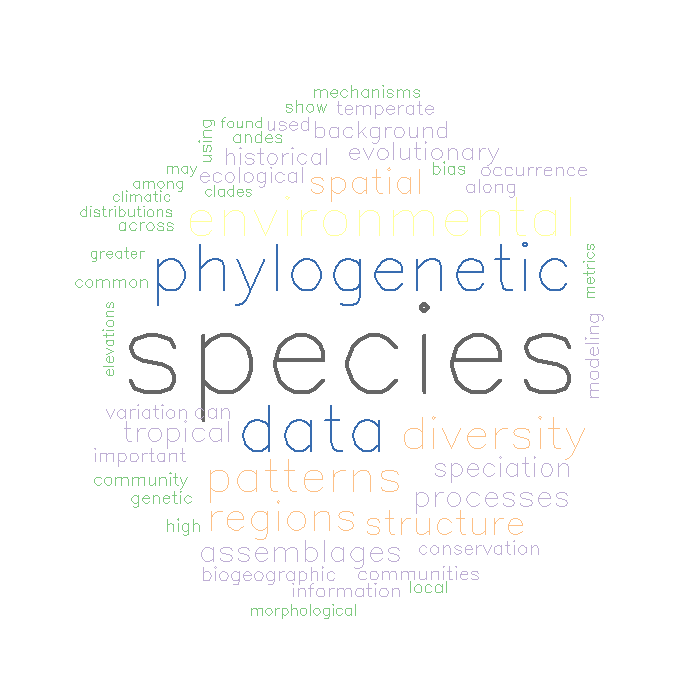 mechanisms
show temperate
using found used background
andes
historical evolutionary
may ecological bias occurrence
among clades spatial along
climatic
distributions environmental
across
greater phylogenetic metrics
common
elevations species modeling
variation can
tropical data diversity
important patterns speciation
community
genetic processes
high regions structure
assemblages conservation
biogeographic communities
information local
morphological